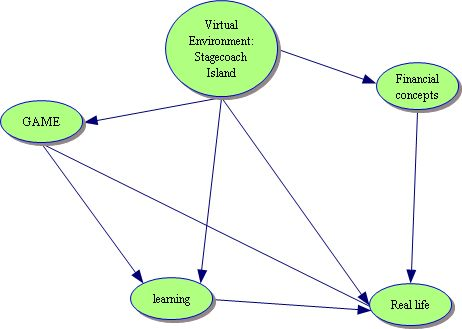 Virtual
Environment:
Stagecoach
Island
Financial
concepts
GAME
learning
Real life